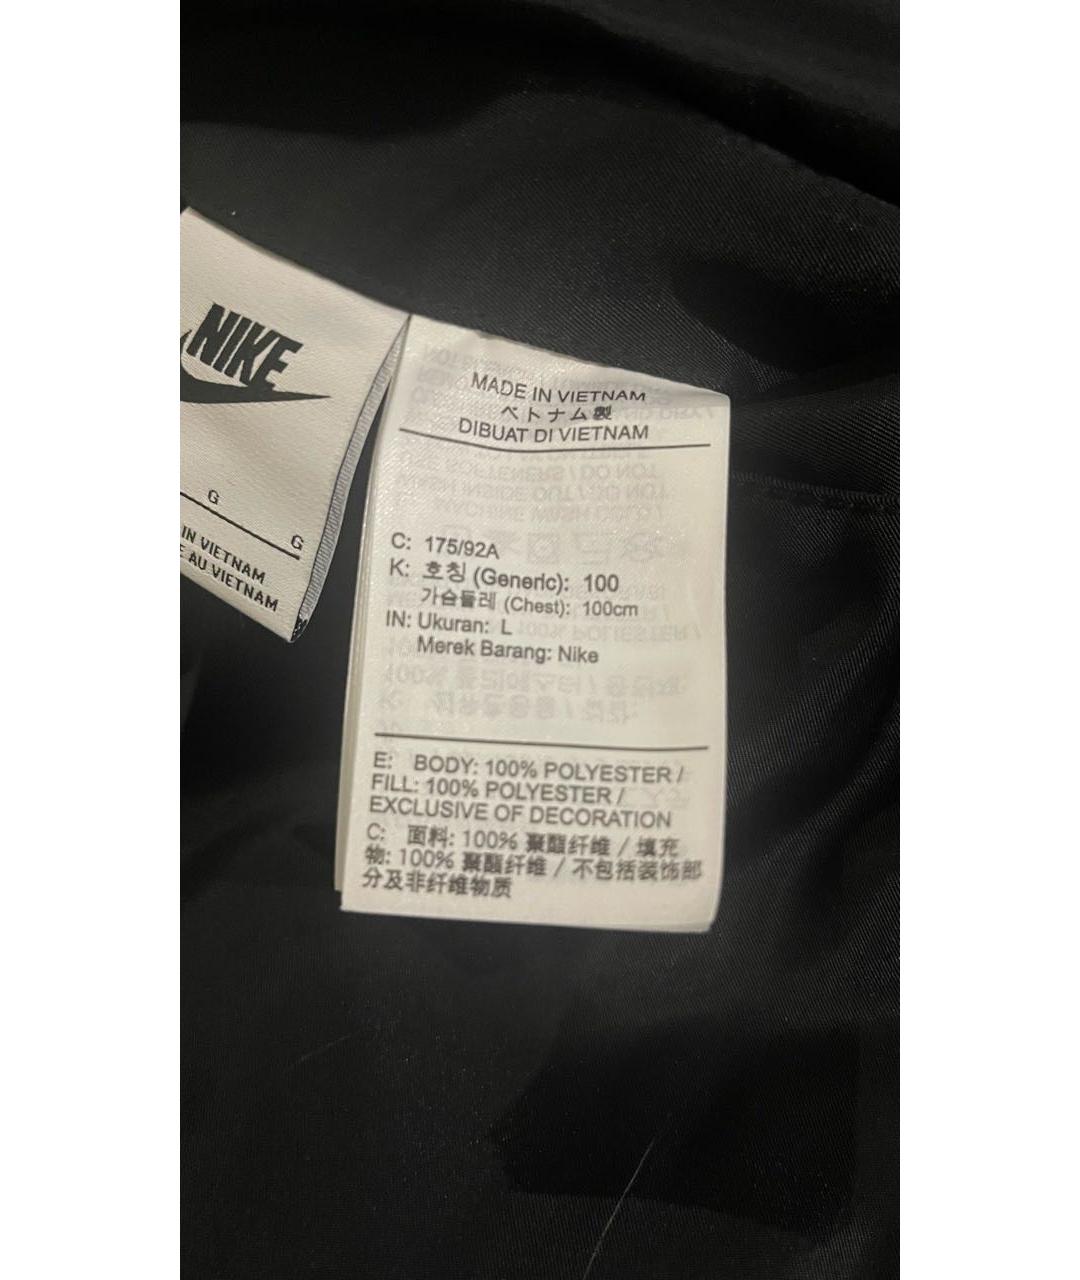 NIKE
G
G
IN VIETNAM
AU VIETNAM
MADE IN VIETNAM
ベトナム製
DIBUAT DI VIETNAM
C: 175/92A
K: 호칭 (Generic): 100
가슴둘레 (Chest): 100cm
IN: Ukuran: L
Merek Barang: Nike
E: BODY: 100% POLYESTER /
FILL: 100% POLYESTER /
EXCLUSIVE OF DECORATION
C: 面料: 100% 聚酯纤维 / 填充
物: 100% 聚酯纤维 / 不包括装饰部
分及非纤维物质